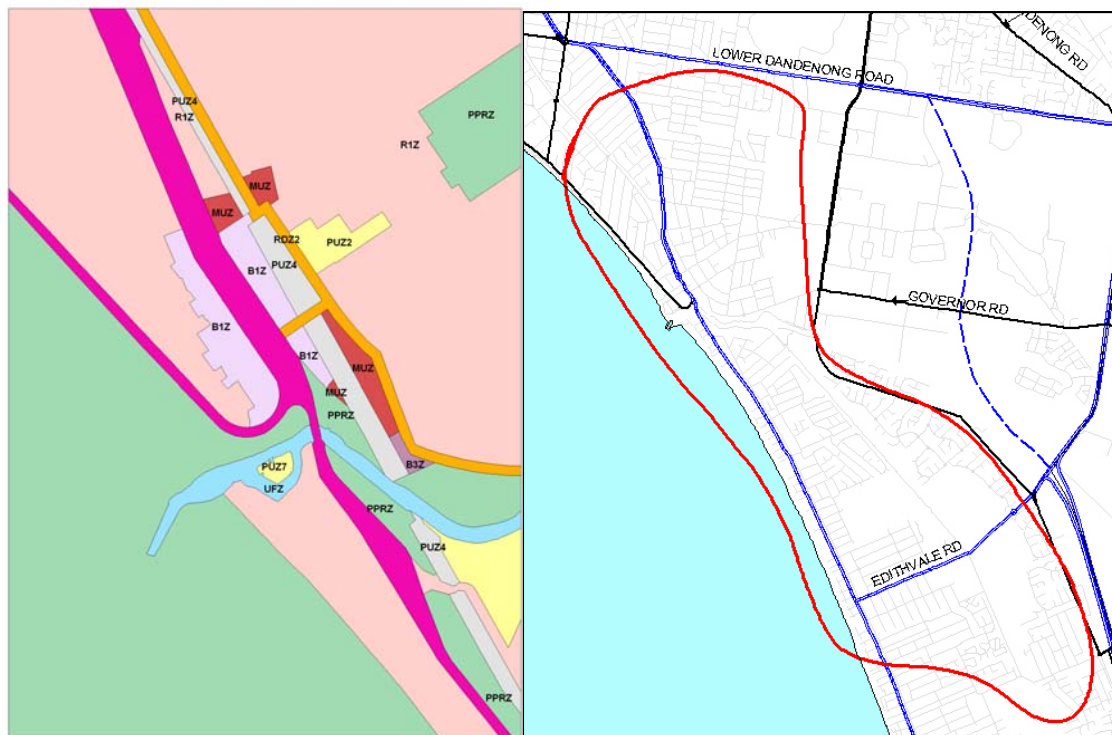 PUZ4
R1Z
PPRZ
R1Z
MUZ
MUZ
RDZ2
PUZ2
PUZ4
B1Z
B1Z
B1Z
MUZ
MUZ
PPRZ
B3Z
PUZ7
UFZ
PPRZ
PUZ4
PPRZ
LOWER DANDENONG ROAD
DENONG RD
GOVERNOR RD
EDITHVALE RD